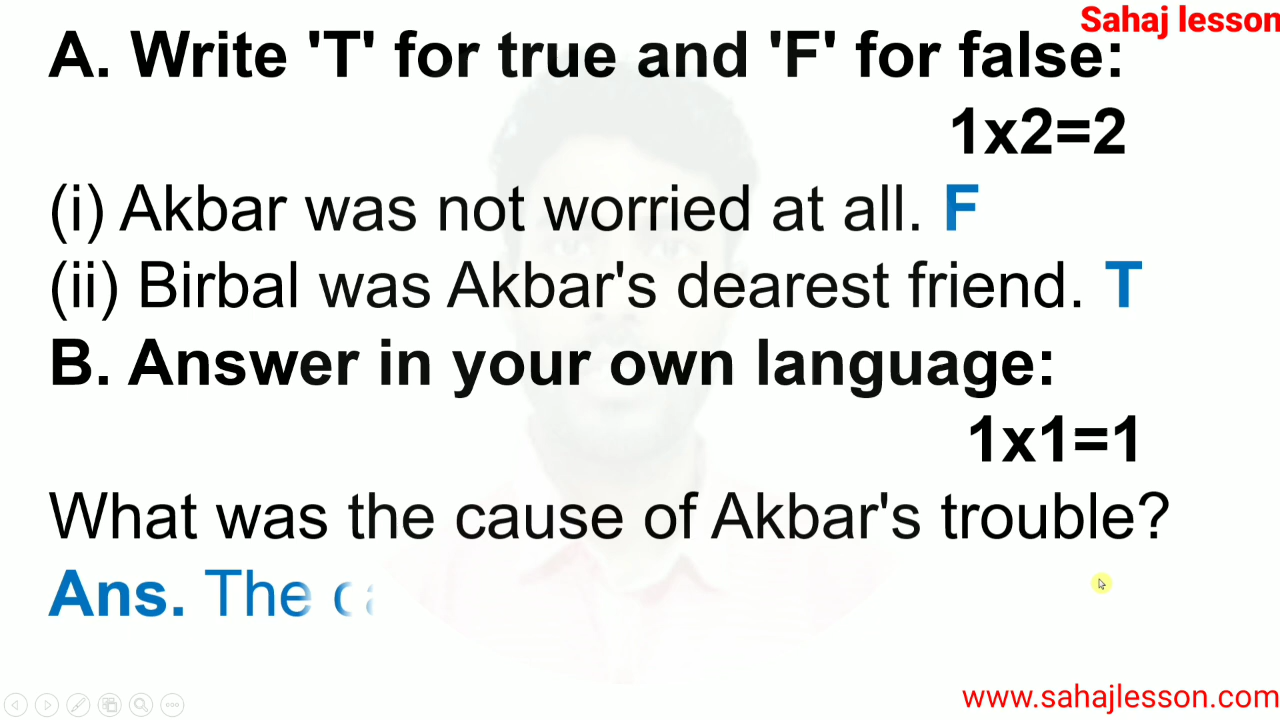 Sahaj lesson
A. Write 'T' for true and 'F' for false:
1x2=2
(i) Akbar was not worried at all. F
(ii) Birbal was Akbar's dearest friend. T
B. Answer in your own language:
1x1=1
What was the cause of Akbar's trouble?
Ans. The
www.sahajlesson.com